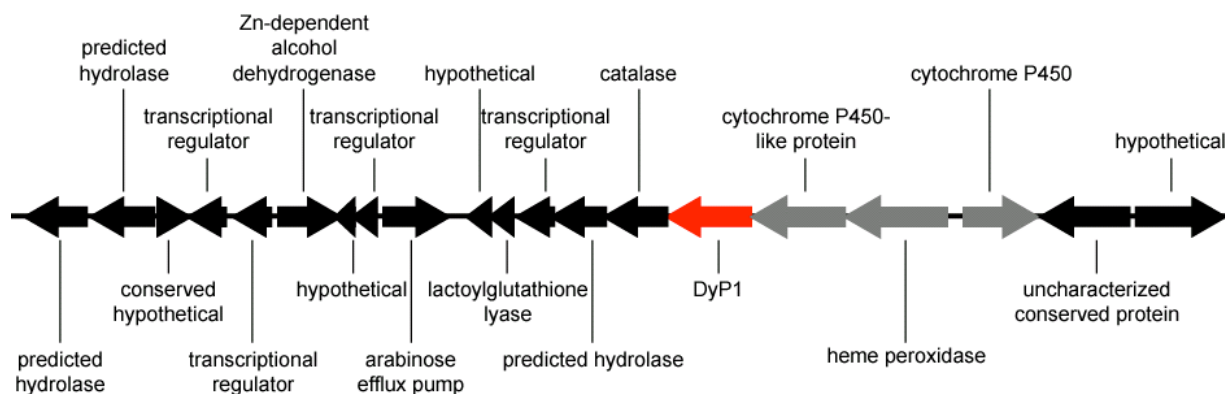 Zn-dependent
alcohol
dehydrogenase
predicted
hydrolase
hypothetical
catalase
cytochrome P450
transcriptional
regulator
transcriptional
regulator
transcriptional
regulator
cytochrome P450-
like protein
hypothetical
conserved
hypothetical
hypothetical
lactoylglutathione
lyase
DyP1
uncharacterized
conserved protein
predicted
hydrolase
transcriptional
regulator
arabinose
efflux pump
predicted hydrolase
heme peroxidase